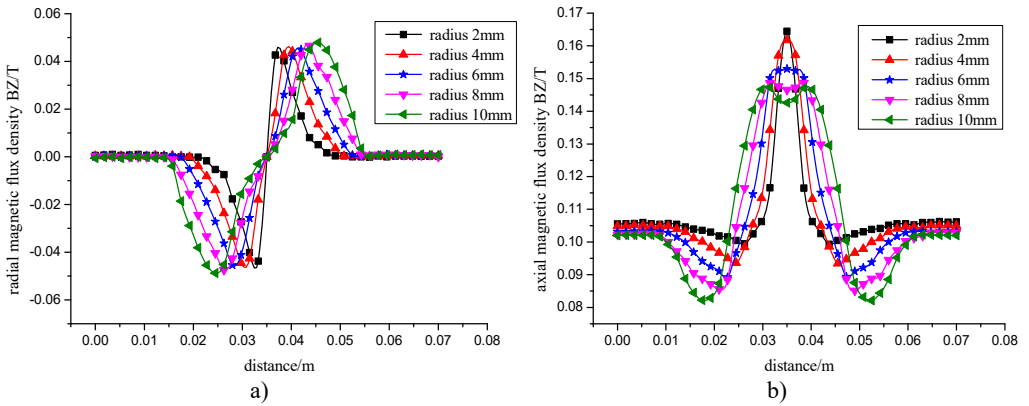 radial magnetic flux density BZ/T
0.06
0.04
0.02
0.00
-0.02
-0.04
-0.06
0.00 0.01 0.02 0.03 0.04 0.05 0.06 0.07 0.08
distance/m
radius 2mm
radius 4mm
radius 6mm
radius 8mm
radius 10mm
a)
axial magnetic flux density BZ/T
0.17
0.16
0.15
0.14
0.13
0.12
0.11
0.10
0.09
0.08
0.00 0.01 0.02 0.03 0.04 0.05 0.06 0.07 0.08
distance/m
radius 2mm
radius 4mm
radius 6mm
radius 8mm
radius 10mm
b)